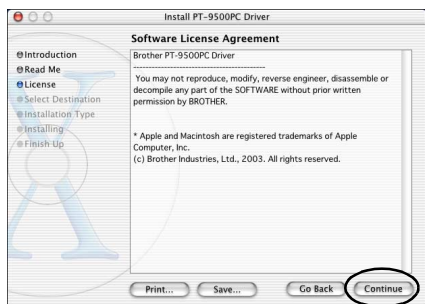 Install PT-9500PC Driver
Software License Agreement
Introduction
Read Me
License
Select Destination
Installation Type
Installing
Finish Up
Brother PT-9500PC Driver
------------------------------------------------
You may not reproduce, modify, reverse engineer, disassemble or
decompile any part of the SOFTWARE without prior written
permission by BROTHER.
* Apple and Macintosh are registered trademarks of Apple
Computer, Inc.
(c) Brother Industries, Ltd., 2003. All rights reserved.
Print... Save... Go Back Continue